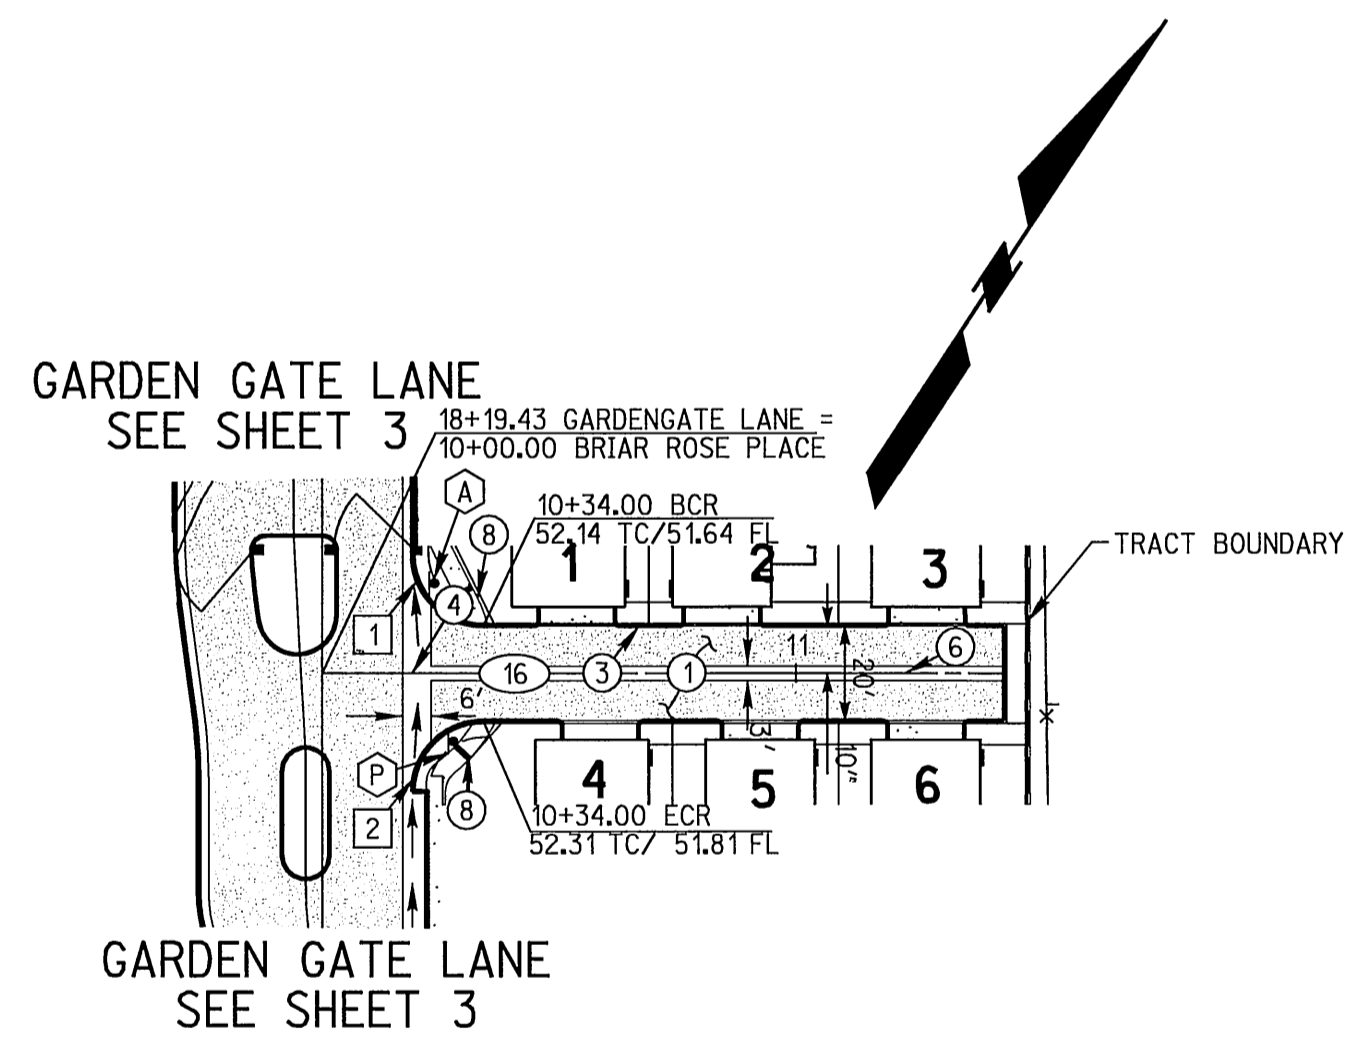 GARDEN GATE LANE
SEE SHEET 3
18+19.43 GARDENGATE LANE =
10+00.00 BRIAR ROSE PLACE
A
10+34.00 BCR
52.14 TC/51.64 FL
8
TRACT BOUNDARY
1
2
3
4
1
16
3
1
11
20'
6
6'
3'
10'
P
8
2
4
5
6
10+34.00 ECR
52.31 TC/ 51.81 FL
GARDEN GATE LANE
SEE SHEET 3